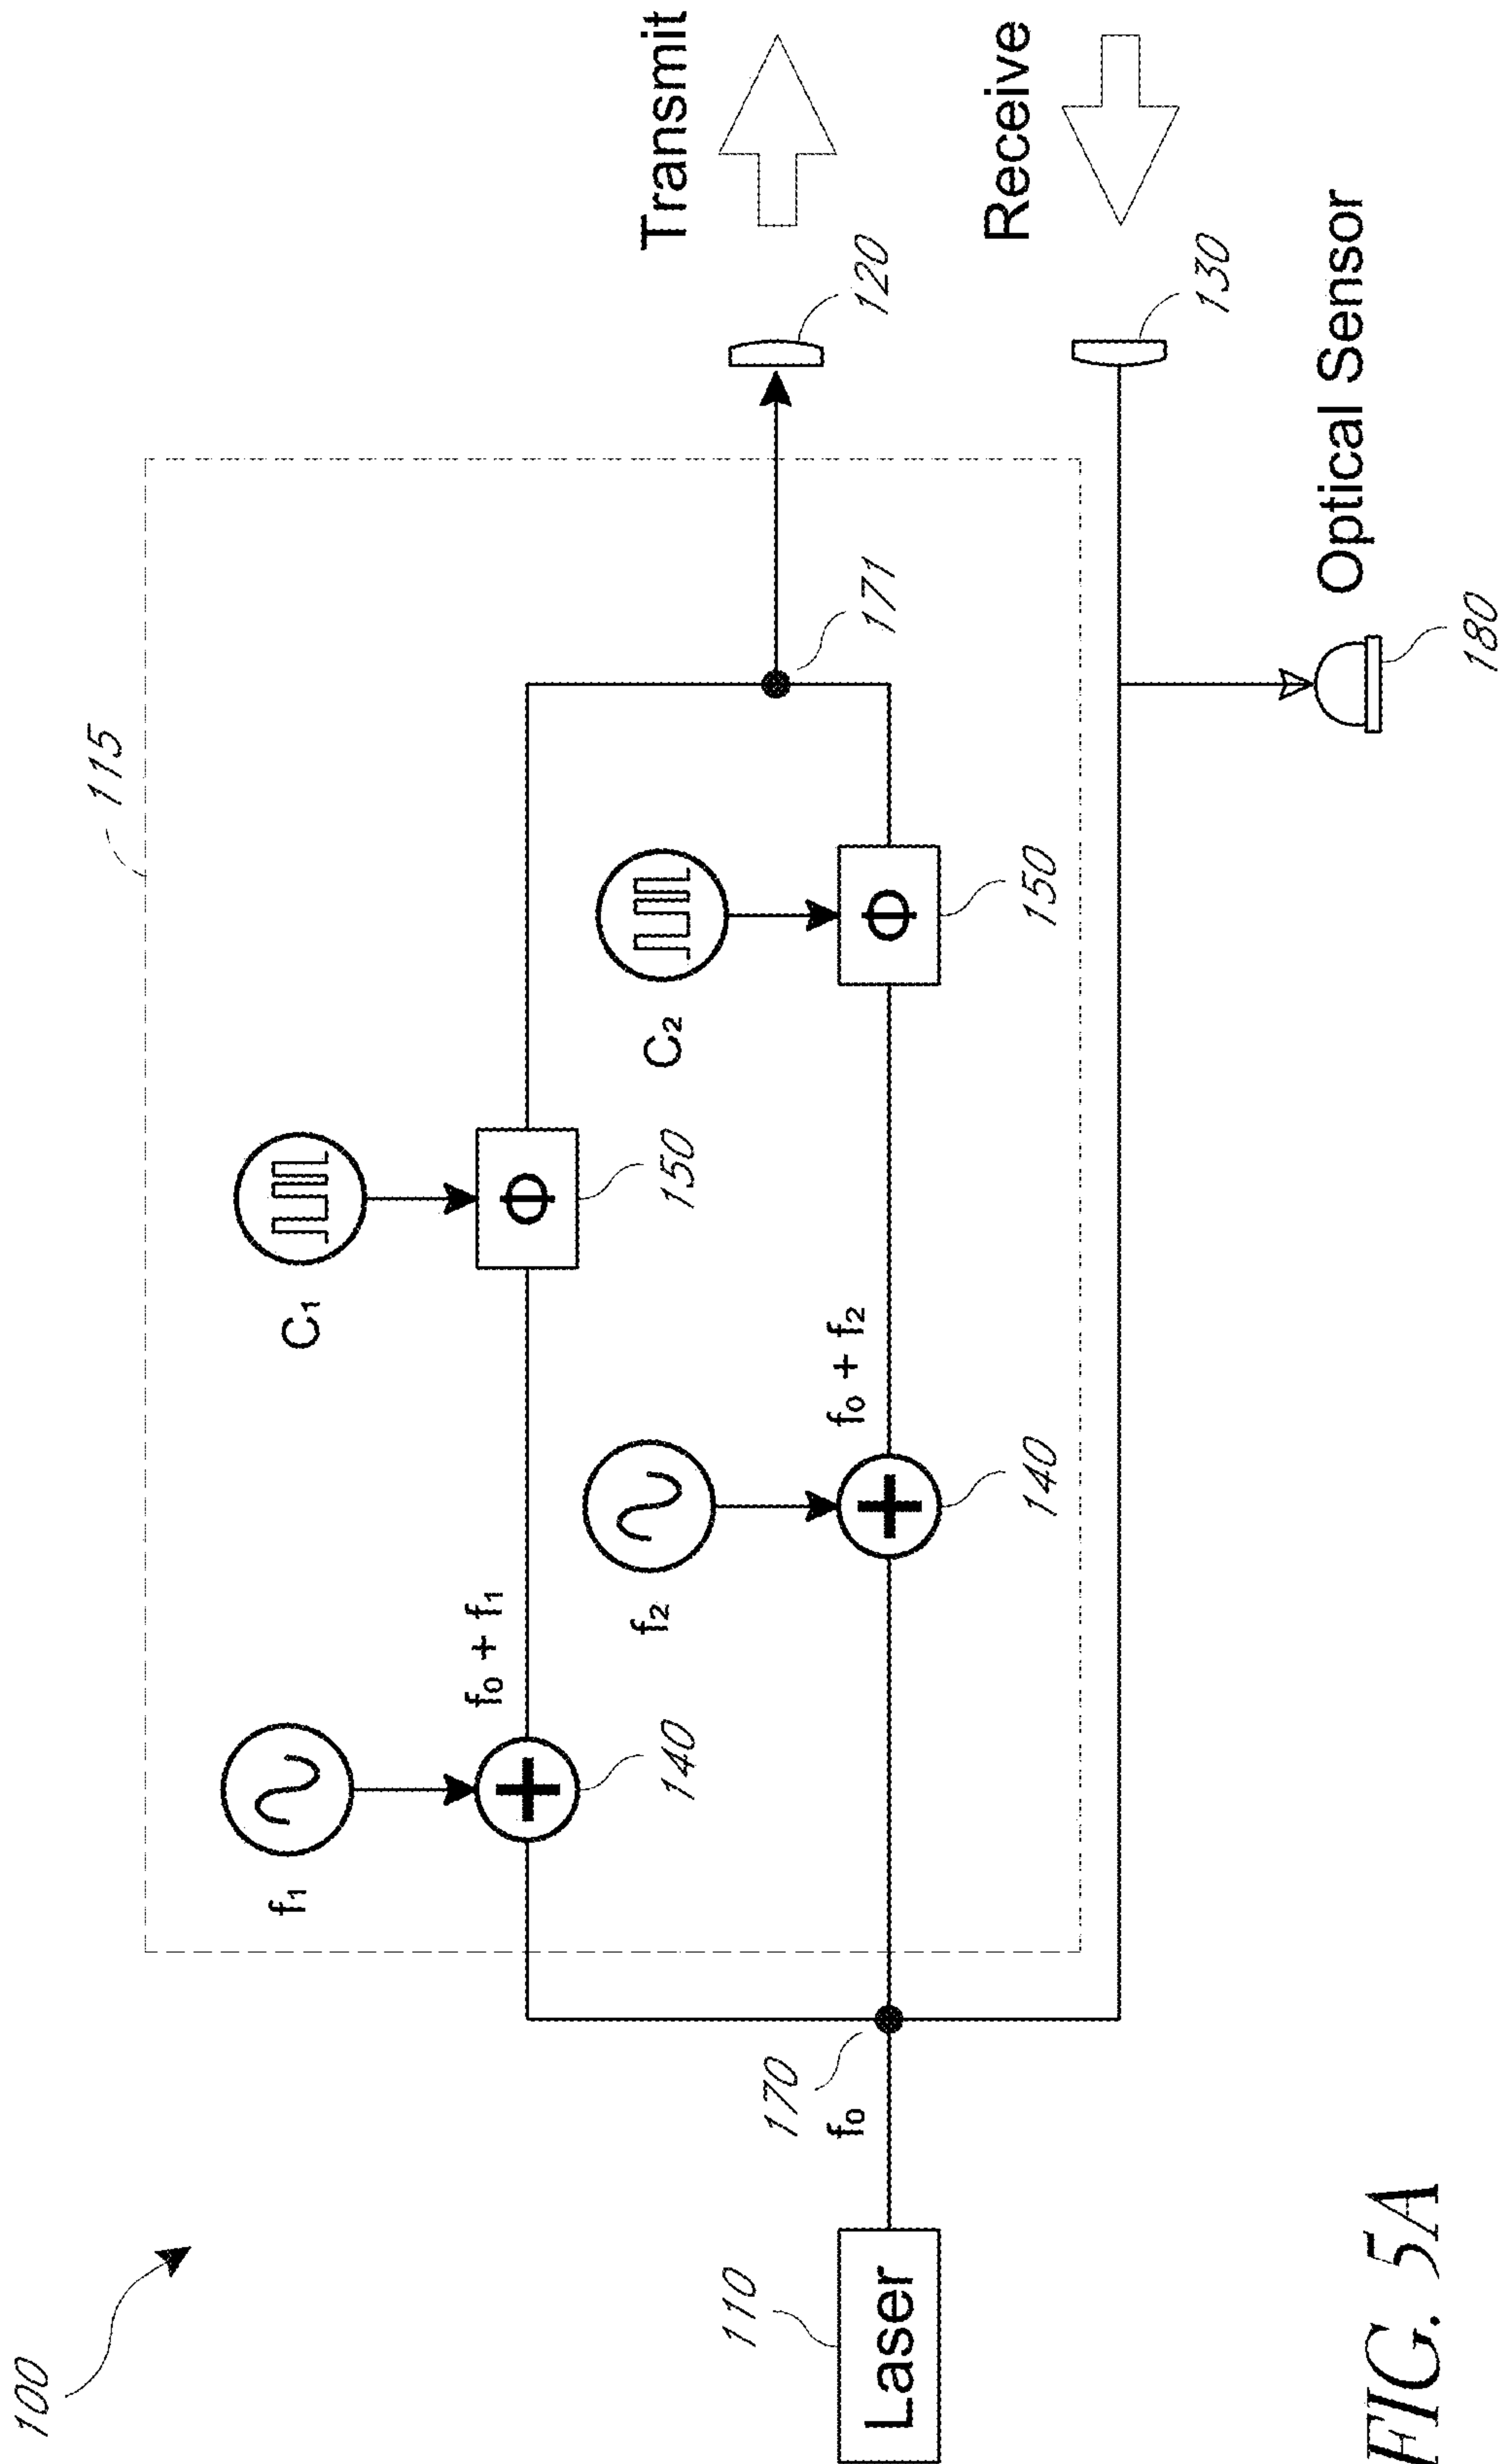 100
115
f₁
C₁
140
f₀ + f₁
150
f₂
C₂
171
Transmit
120
170
f₀
140
f₀ + f₂
150
Receive
130
110
Laser
Optical Sensor
180
FIG. 5A
Φ
Φ